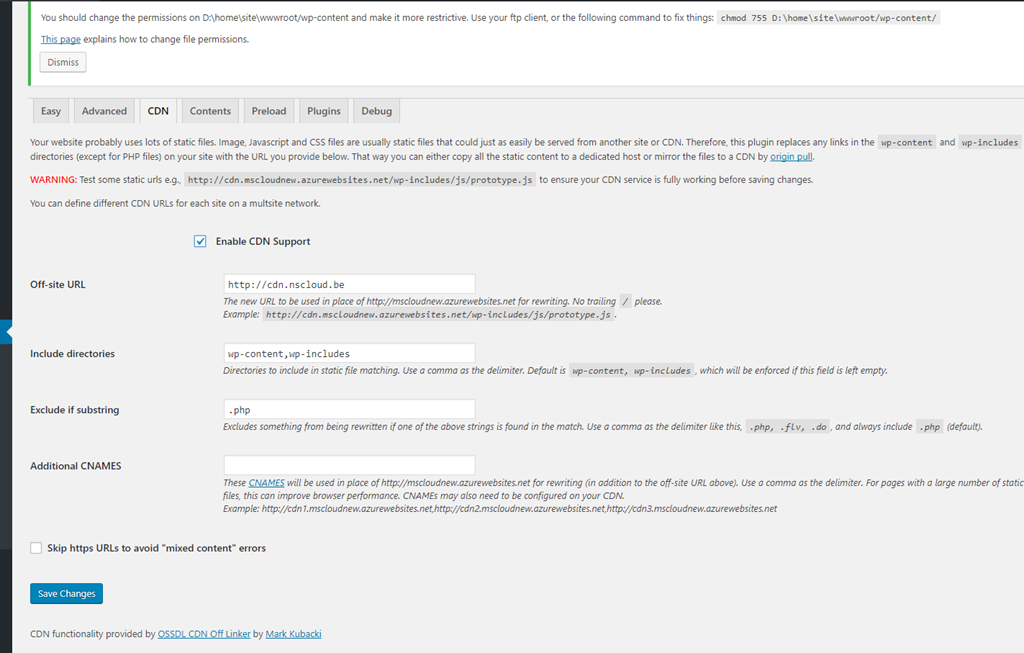 You should change the permissions on D:\home\site\wwwroot/wp-content and make it more restrictive. Use your ftp client, or the following command to fix things: chmod 755 D:\home\site\wwwroot/wp-content/
This page explains how to change file permissions.
Dismiss
Easy Advanced CDN Contents Preload Plugins Debug
Your website probably uses lots of static files. Image, Javascript and CSS files are usually static files that could just as easily be served from another site or CDN. Therefore, this plugin replaces any links in the wp-content and wp-includes
directories (except for PHP files) on your site with the URL you provide below. That way you can either copy all the static content to a dedicated host or mirror the files to a CDN by origin pull.
WARNING: Test some static urls e.g., http://cdn.mscloudnew.azurewebsites.net/wp-includes/js/prototype.js to ensure your CDN service is fully working before saving changes.
You can define different CDN URLs for each site on a multsite network.
Enable CDN Support
Off-site URL http://cdn.nscloud.be
The new URL to be used in place of http://mscloudnew.azurewebsites.net for rewriting. No trailing / please.
Example: http://cdn.mscloudnew.azurewebsites.net/wp-includes/js/prototype.js .
Include directories wp-content,wp-includes
Directories to include in static file matching. Use a comma as the delimiter. Default is wp-content, wp-includes , which will be enforced if this field is left empty.
Exclude if substring .php
Excludes something from being rewritten if one of the above strings is found in the match. Use a comma as the delimiter like this, .php, .flv, .do , and always include .php (default).
Additional CNAMES
These CNAMES will be used in place of http://mscloudnew.azurewebsites.net for rewriting (in addition to the off-site URL above). Use a comma as the delimiter. For pages with a large number of static
files, this can improve browser performance. CNAMEs may also need to be configured on your CDN.
Example: http://cdn1.mscloudnew.azurewebsites.net,http://cdn2.mscloudnew.azurewebsites.net,http://cdn3.mscloudnew.azurewebsites.net
Skip https URLs to avoid "mixed content" errors
Save Changes
CDN functionality provided by OSSDL CDN Off Linker by Mark Kubacki